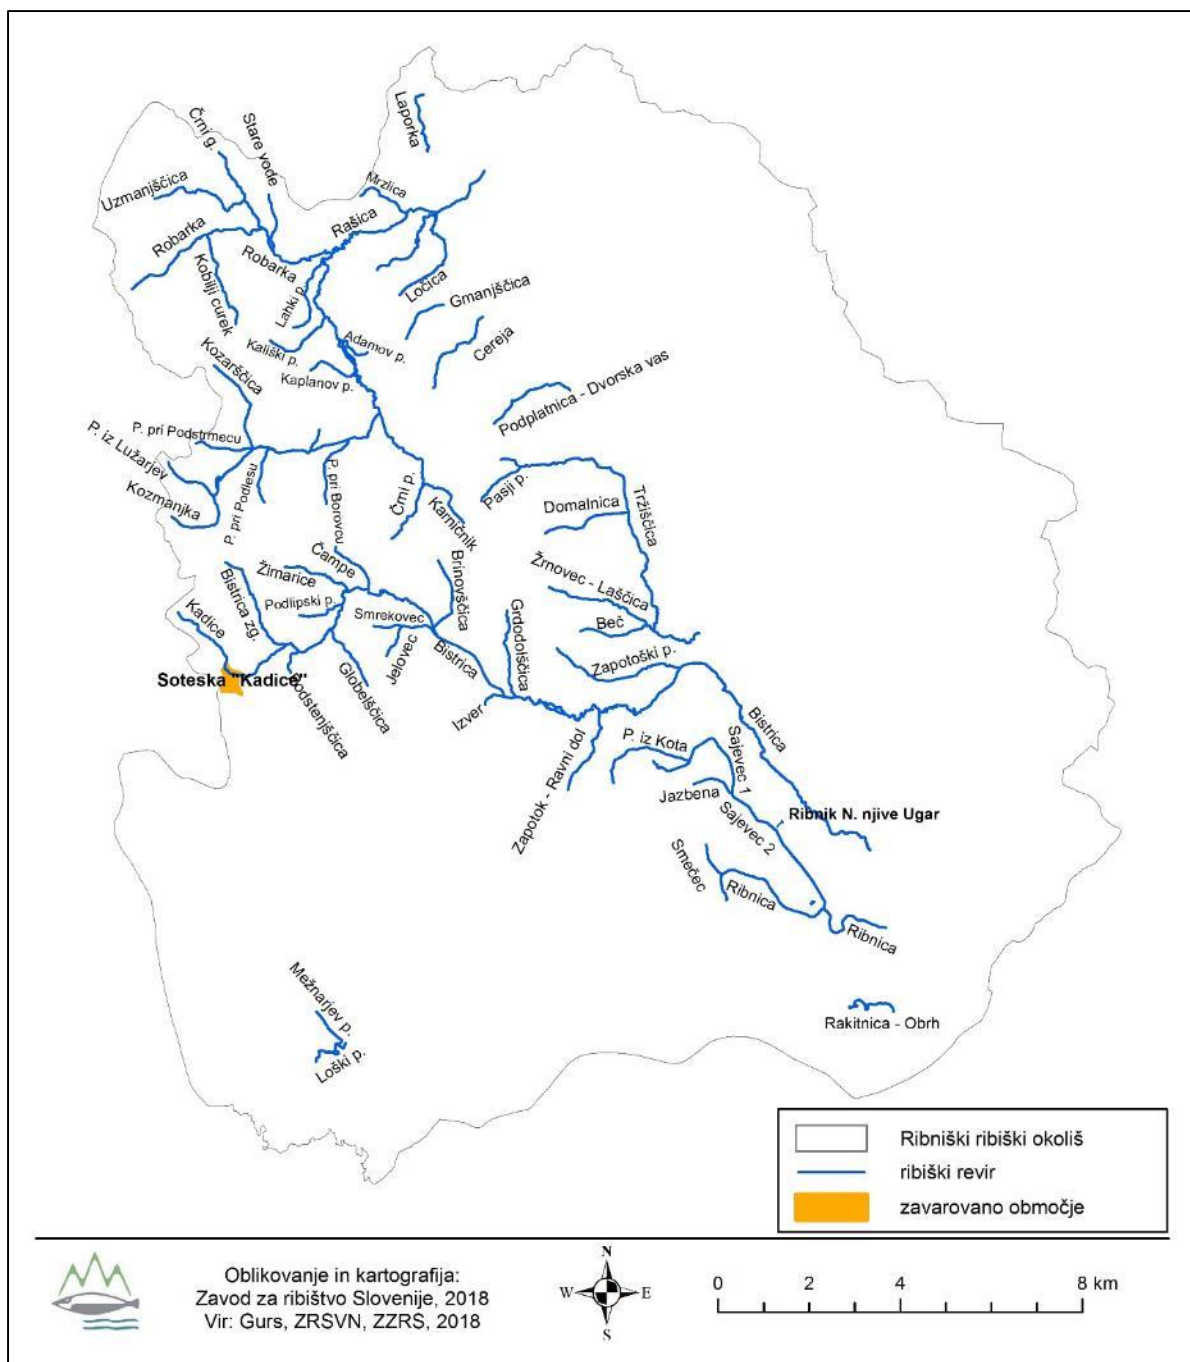 Laporka
Črni g.
Stare vode
Uzmanjščica
Mrzlica
Robarka
Rašica
Robarka
Kobilji curek
Lahki p.
Ločica
Gmanjščica
Cereja
Kališki p.
Adamov p.
Kaplanov p.
Kozarščica
Podplatnica - Dvorska vas
P. pri Podstrmecu
P. iz Lužarjev
Kozmanjka
P. pri Podlesu
P. pri Borovcu
Črni p.
Karničnik
Pasji p.
Domalnica
Tržiščica
Čampe
Žimarice
Bistrica zg.
Podlipski p.
Brinovščica
Žrnovec - Laščica
Beč
Kadice
Smrekovec
Jelovec
Bistrica
Grdodolščica
Zapotoški p.
Soteska "Kadice"
Podstenjščica
Globelščica
Izver
Bistrica
Zapotok - Ravni dol
P. iz Kota
Sajevec 1
Jazbena
Sajevec 2
Ribnik N. njive Ugar
Smečec
Ribnica
Ribnica
Mežnarjev p.
Loški p.
Rakitnica - Obrh
Ribniški ribiški okoliš
ribiški revir
zavarovano območje
Oblikovanje in kartografija:
Zavod za ribištvo Slovenije, 2018
Vir: Gurs, ZRSVN, ZZRS, 2018
N
W E
S
0 2 4 8 km